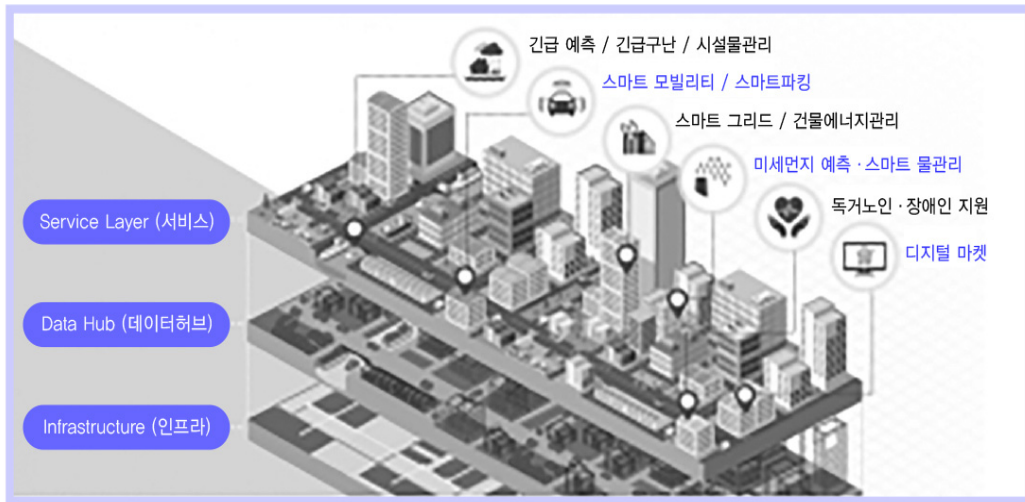 긴급 예측 / 긴급구난 / 시설물관리
스마트 모빌리티 / 스마트파킹
스마트 그리드 / 건물에너지관리
미세먼지 예측 · 스마트 물관리
독거노인 · 장애인 지원
디지털 마켓
Service Layer (서비스)
Data Hub (데이터허브)
Infrastructure (인프라)